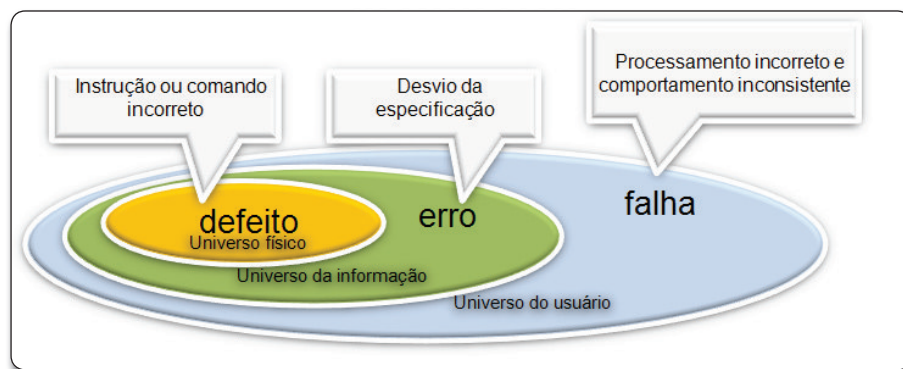 Instrução ou comando
incorreto
Desvio da
especificação
Processamento incorreto e
comportamento inconsistente
defeito
Universo físico
erro
Universo da informação
falha
Universo do usuário